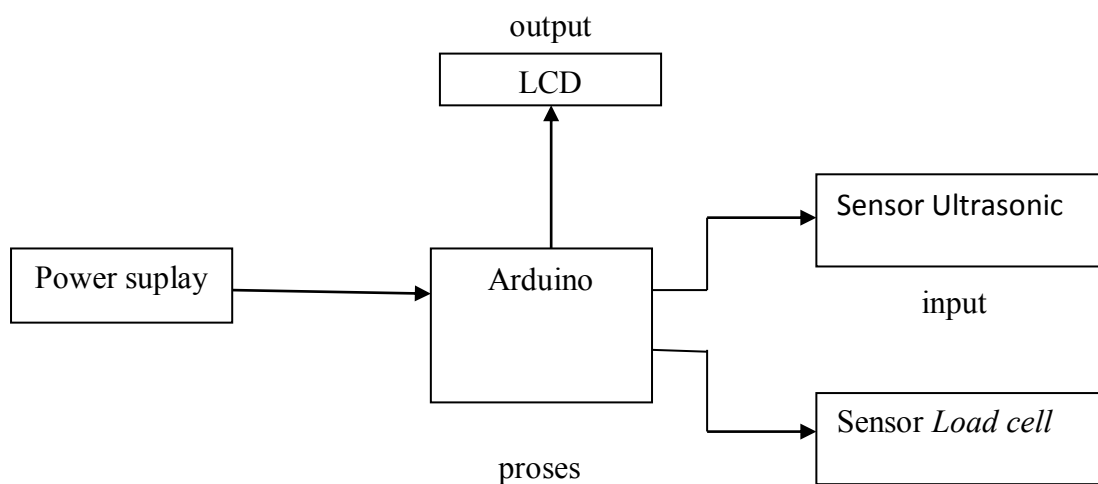 output
LCD
Sensor Ultrasonic
Power suplay
Arduino
input
Sensor Load cell
proses